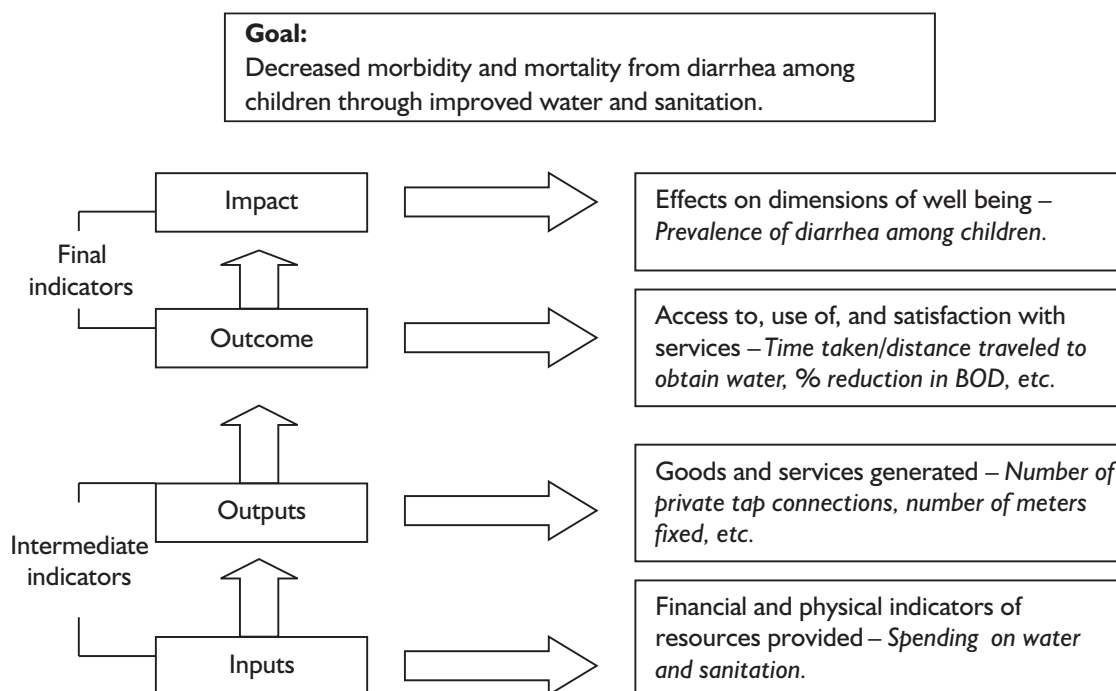 Goal:
Decreased morbidity and mortality from diarrhea among
children through improved water and sanitation.
Impact
Effects on dimensions of well being –
Prevalence of diarrhea among children.
Final
indicators
Outcome
Access to, use of, and satisfaction with
services – Time taken/distance traveled to
obtain water, % reduction in BOD, etc.
Outputs
Goods and services generated – Number of
private tap connections, number of meters
fixed, etc.
Intermediate
indicators
Inputs
Financial and physical indicators of
resources provided – Spending on water
and sanitation.